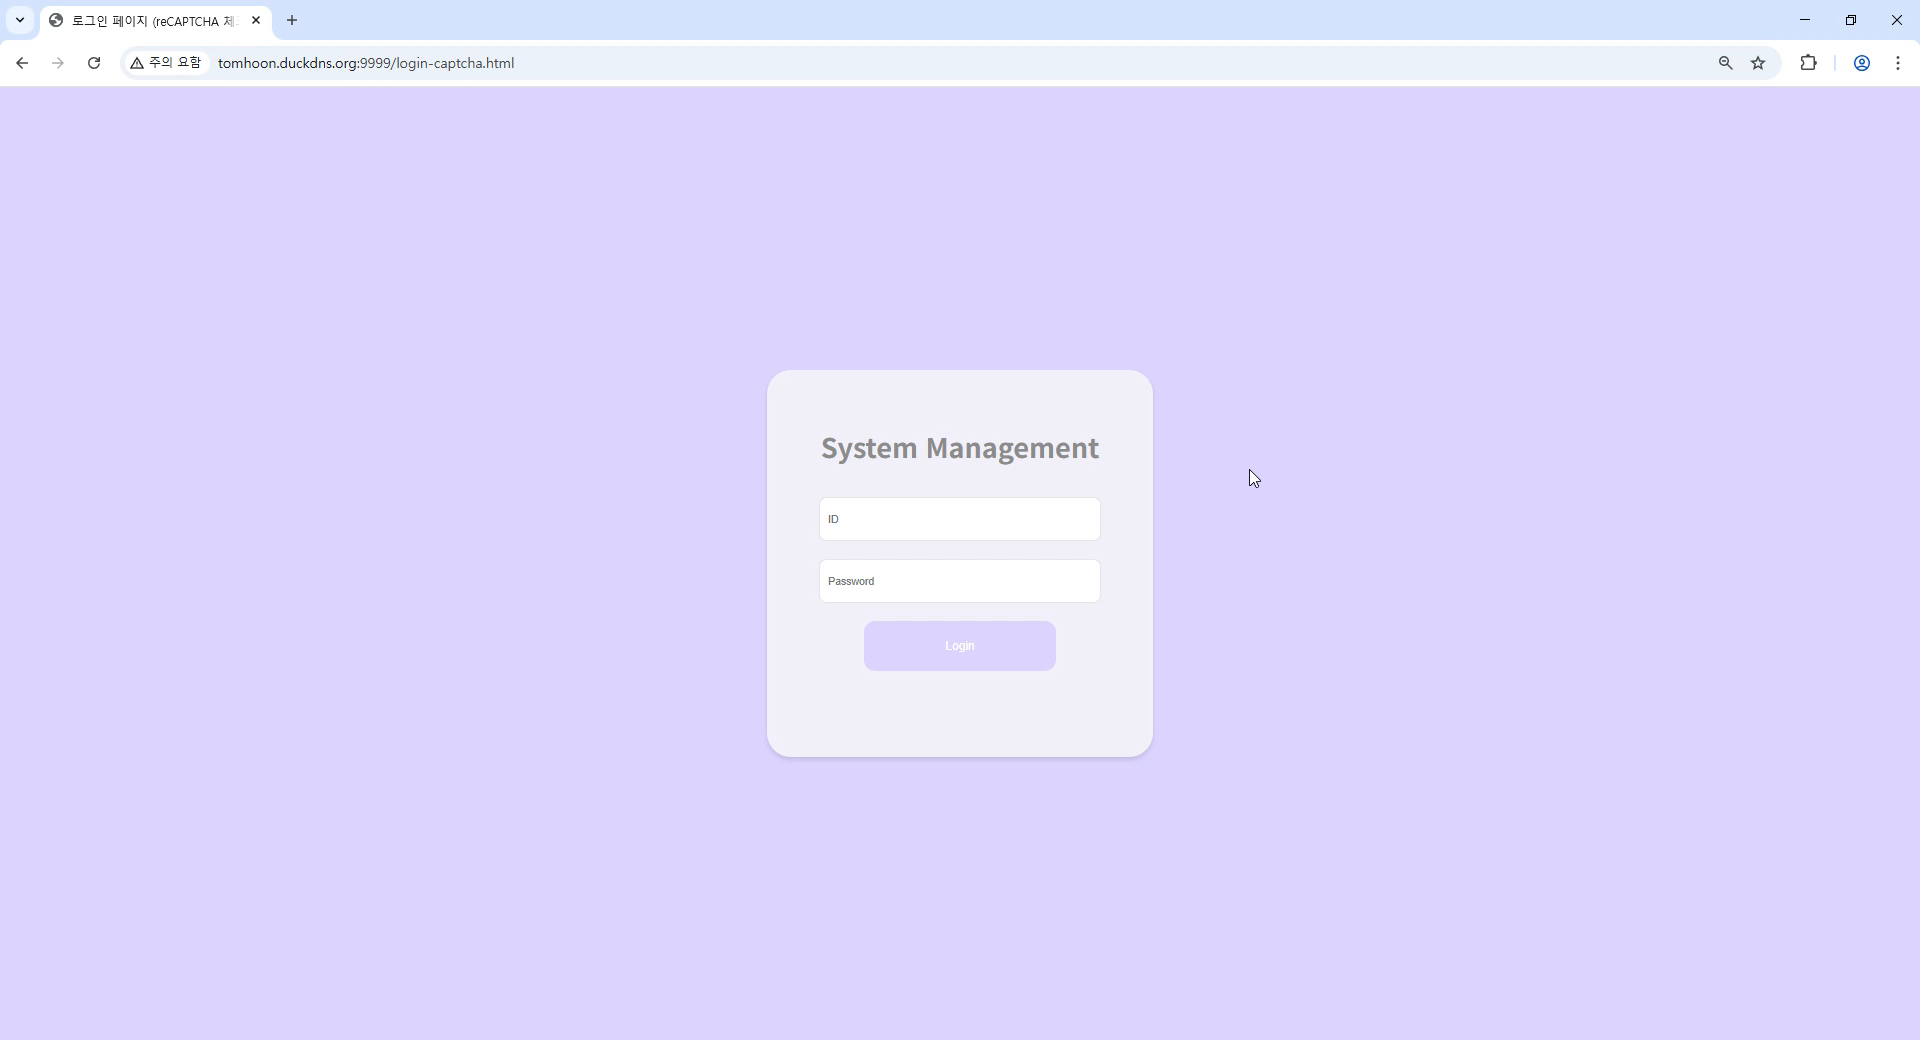 로그인 페이지 (reCAPTCHA 체
주의 요함
tomhoon.duckdns.org:9999/login-captcha.html
System Management
ID
Password
Login